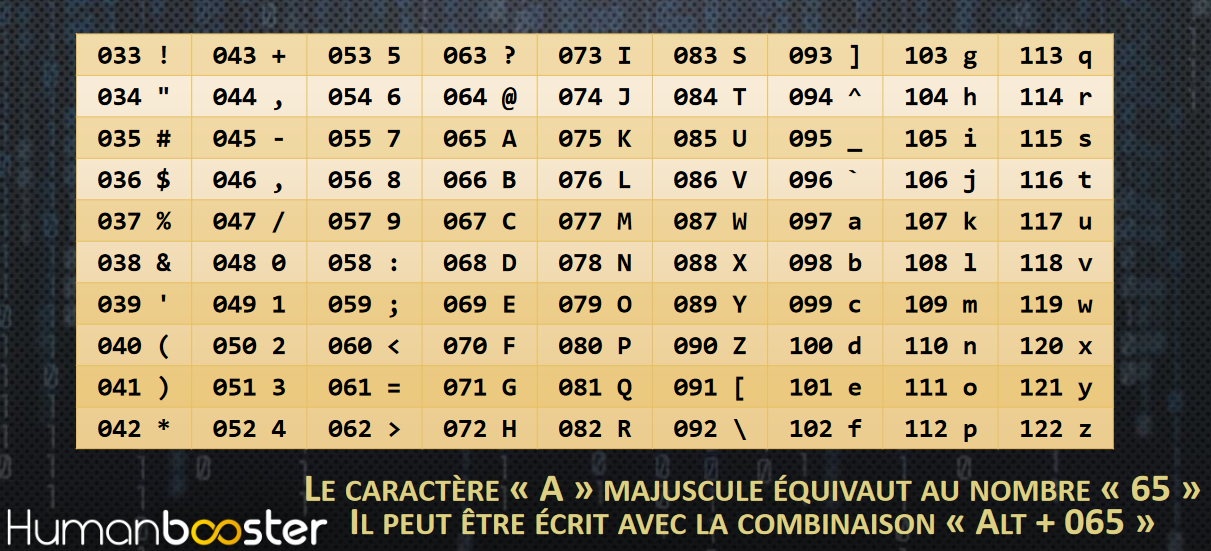 033 ! 043 + 053 5 063 ? 073 I 083 S 093 ] 103 g 113 q
034 " 044 , 054 6 064 @ 074 J 084 T 094 ^ 104 h 114 r
035 # 045 - 055 7 065 A 075 K 085 U 095 _ 105 i 115 s
036 $ 046 , 056 8 066 B 076 L 086 V 096 ` 106 j 116 t
037 % 047 / 057 9 067 C 077 M 087 W 097 a 107 k 117 u
038 & 048 0 058 : 068 D 078 N 088 X 098 b 108 l 118 v
039 ' 049 1 059 ; 069 E 079 O 089 Y 099 c 109 m 119 w
040 ( 050 2 060 < 070 F 080 P 090 Z 100 d 110 n 120 x
041 ) 051 3 061 = 071 G 081 Q 091 [ 101 e 111 o 121 y
042 * 052 4 062 > 072 H 082 R 092 \ 102 f 112 p 122 z
LE CARACTÈRE « A » MAJUSCULE ÉQUIVAUT AU NOMBRE « 65 »
IL PEUT ÊTRE ÉCRIT AVEC LA COMBINAISON « ALT + 065 »
Humanbooster